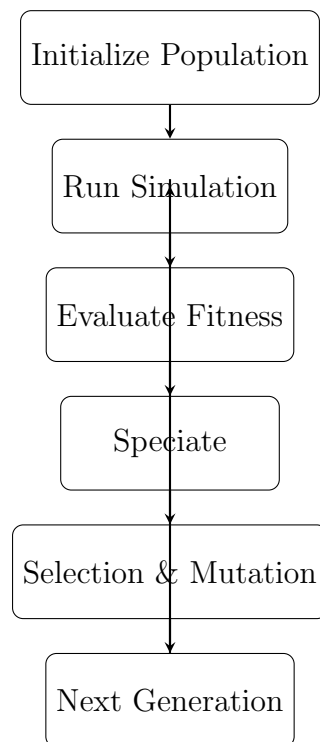 Initialize Population
Run Simulation
Evaluate Fitness
Speciate
Selection & Mutation
Next Generation